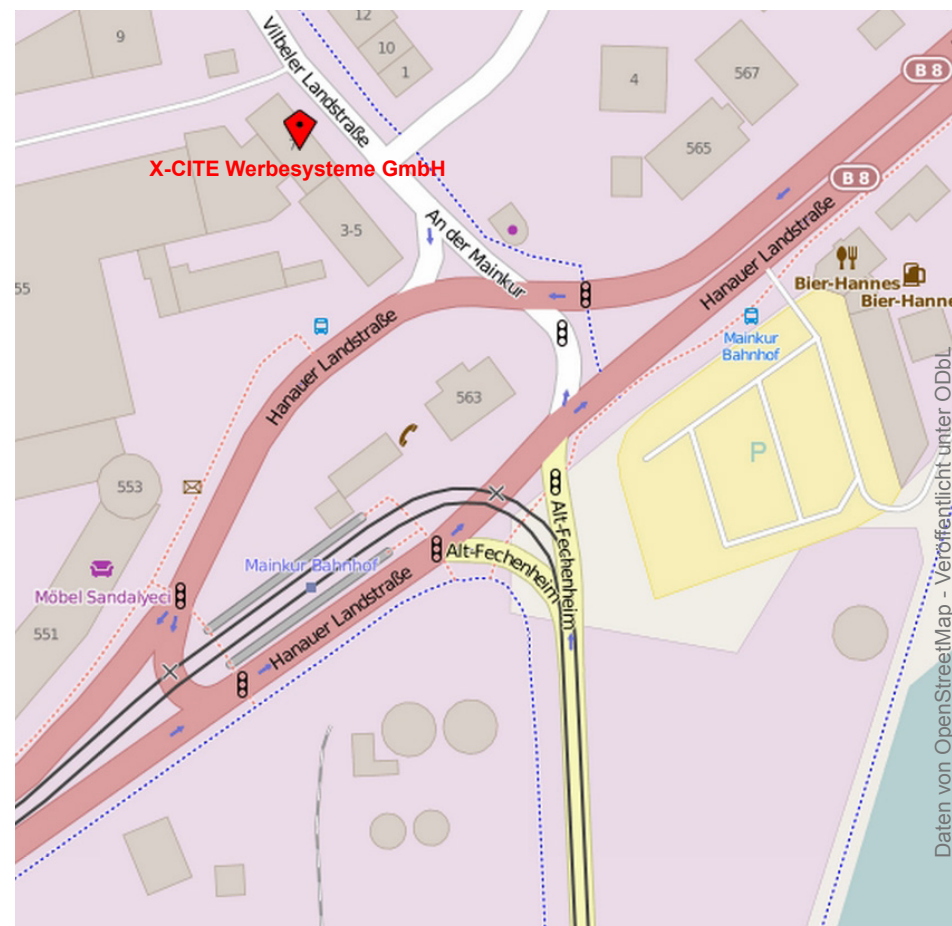 12
9
10
1
Vilbeler Landstraße
4
567
B 8
565
B 8
X-CITE Werbesysteme GmbH
3-5
An der Mainkur
Hanauer Landstraße
Bier-Hannes
Bier-Hanne
55
Hanauer Landstraße
Mainkur
Bahnhof
563
P
553
Alt-Fechenheim
Alt-Fechenheim
Mainkur Bahnhof
Möbel Sandalyeci
Hanauer Landstraße
551
Daten von OpenStreetMap - Veröffentlicht unter ODbL